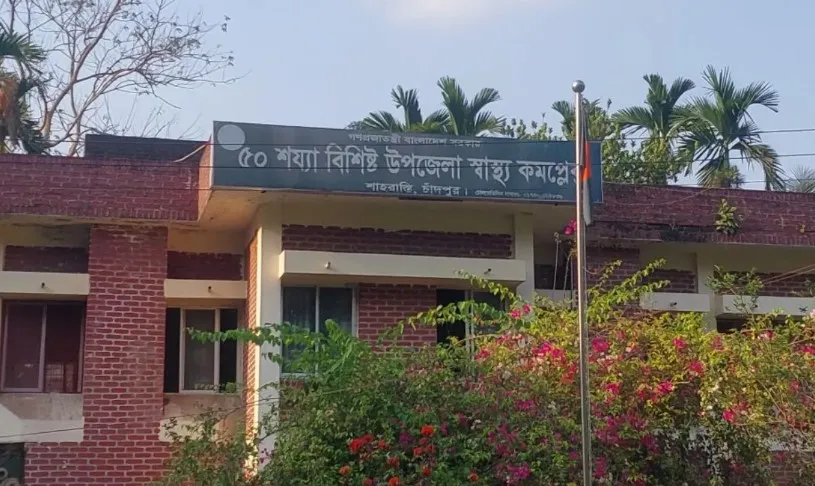 গণপ্রজাতন্ত্রী বাংলাদেশ সরকার
৫০ শয্যা বিশিষ্ট উপজেলা স্বাস্থ্য কমপ্লেক্স
শাহরাস্তি, চাঁদপুর।